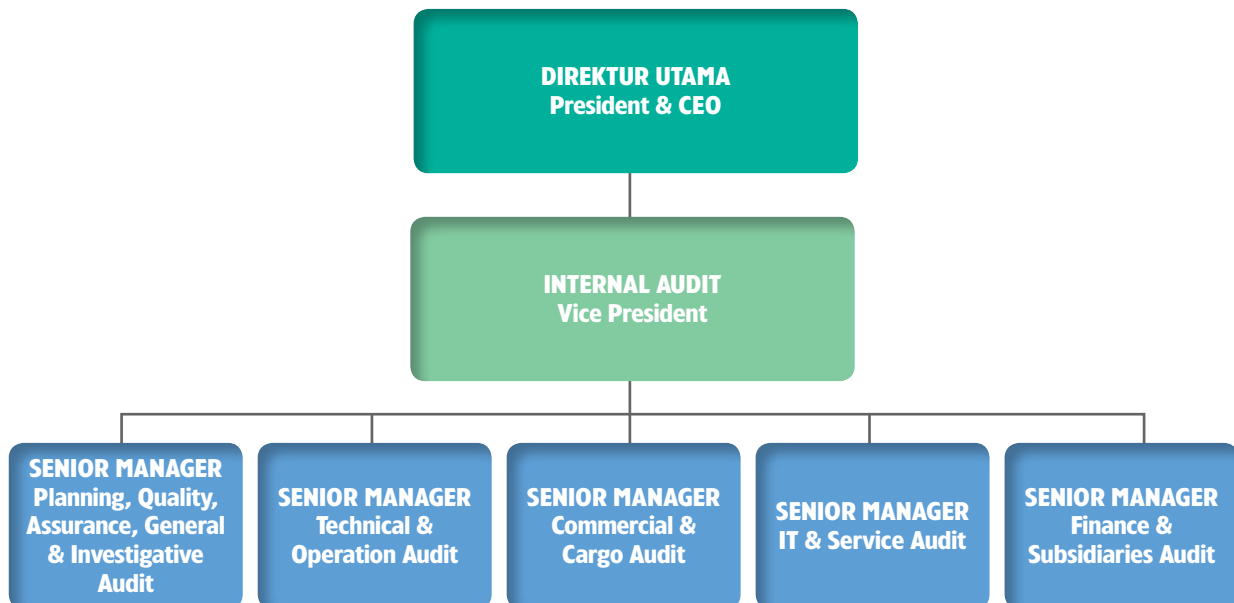 DIREKTUR UTAMA
President & CEO
INTERNAL AUDIT
Vice President
SENIOR MANAGER
Planning, Quality,
Assurance, General
& Investigative
Audit
SENIOR MANAGER
Technical &
Operation Audit
SENIOR MANAGER
Commercial &
Cargo Audit
SENIOR MANAGER
IT & Service Audit
SENIOR MANAGER
Finance &
Subsidiaries Audit